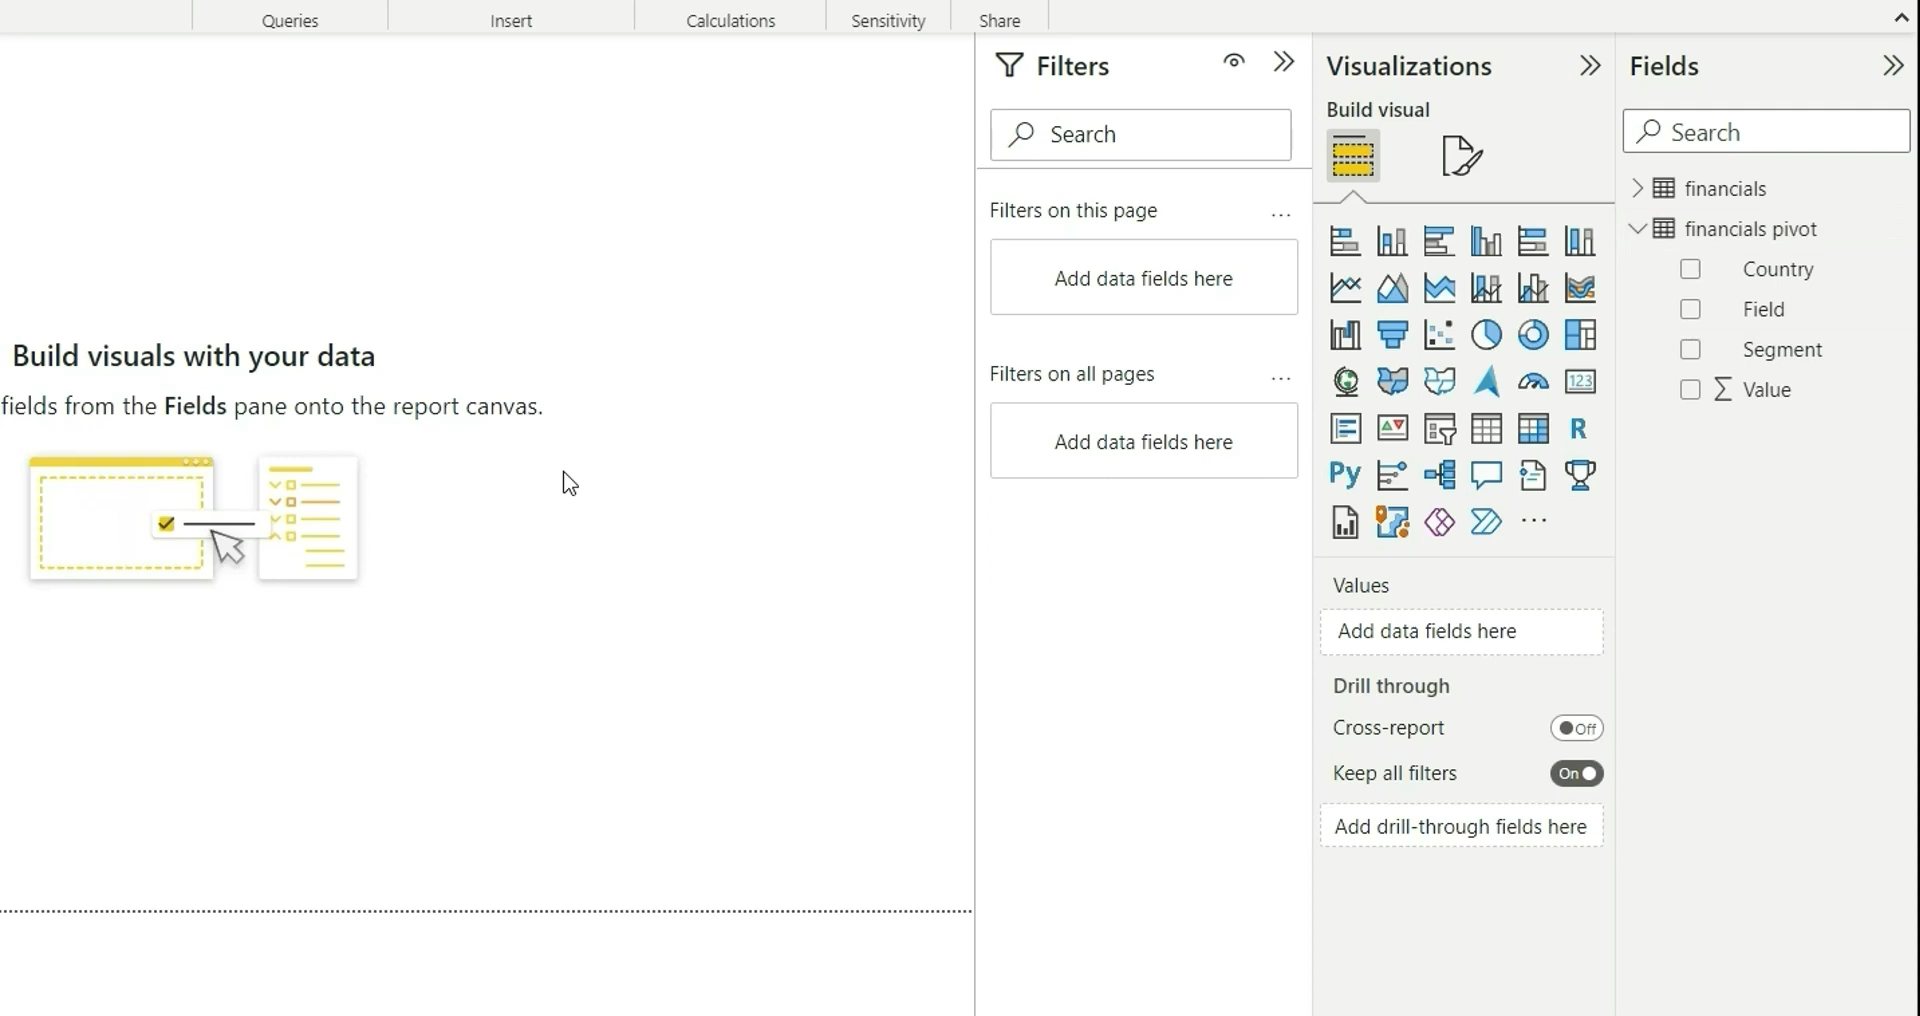 Queries
Insert
Calculations
Sensitivity
Share
Build visuals with your data
fields from the Fields pane onto the report canvas.
Filters
Search
Filters on this page
...
Add data fields here
Filters on all pages
...
Add data fields here
Visualizations
Build visual
123
R
Py
...
Values
Add data fields here
Drill through
Cross-report
Off
Keep all filters
On
Add drill-through fields here
Fields
Search
financials
financials pivot
Country
Field
Segment
Σ Value